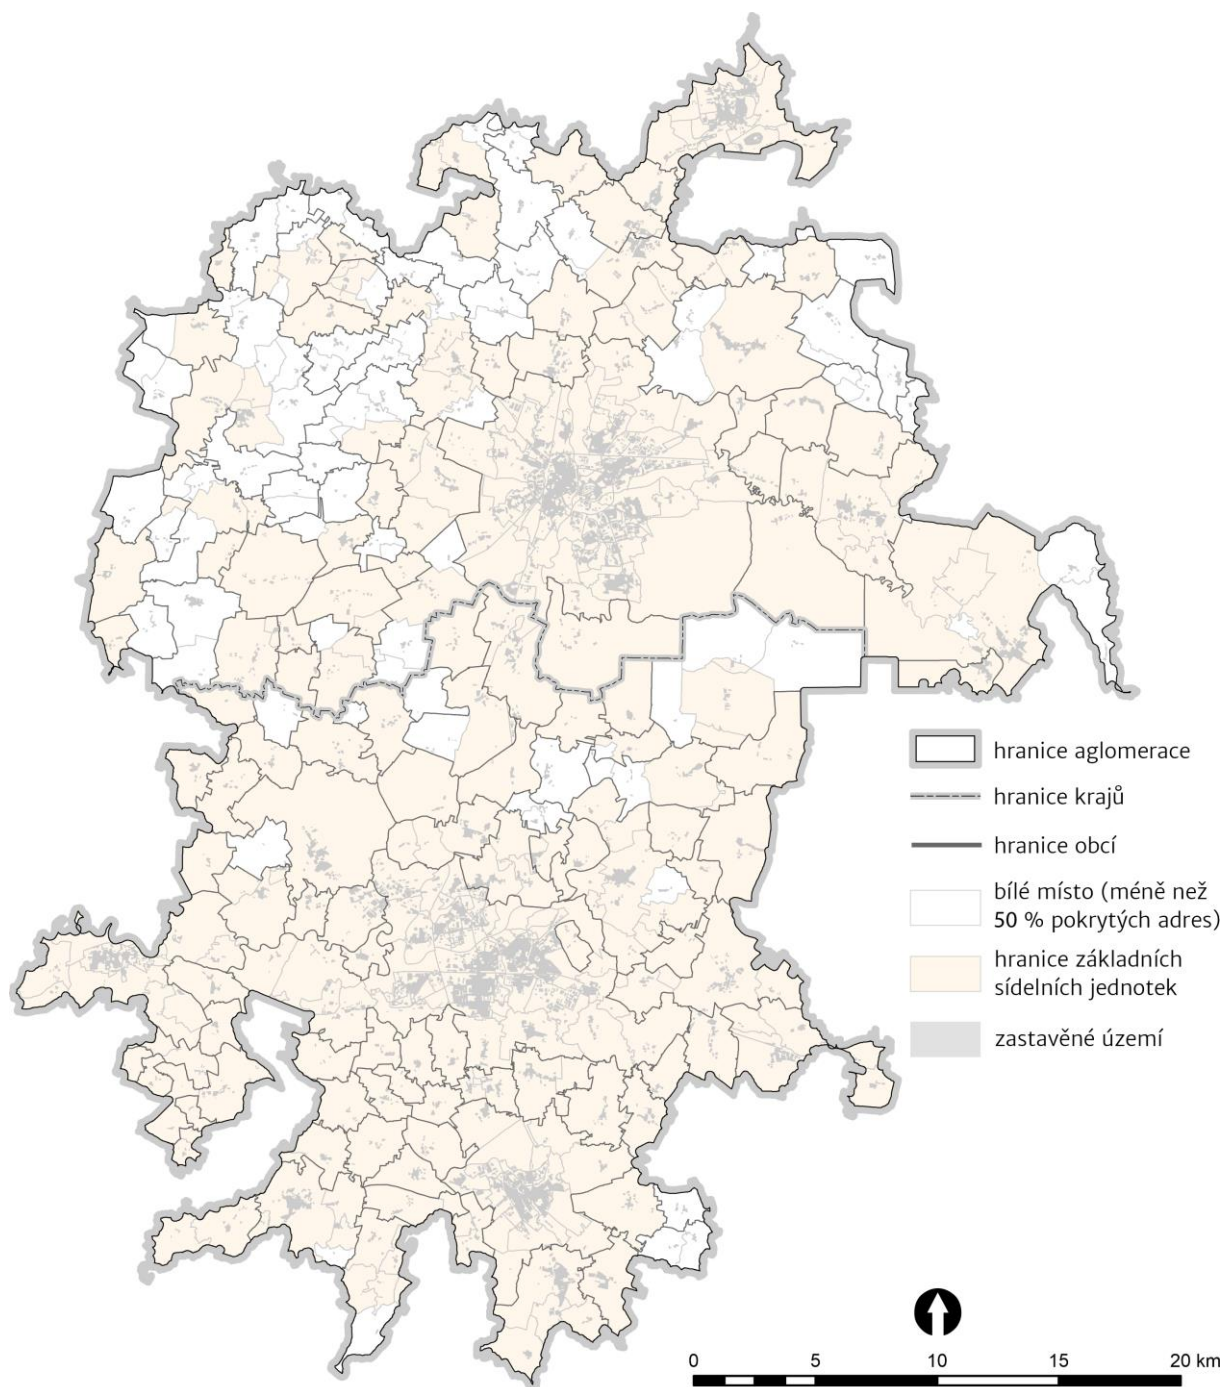 hranice aglomerace
hranice krajů
hranice obcí
bílé místo (méně než
50 % pokrytých adres)
hranice základních
sídelních jednotek
zastavěné území
0 5 10 15 20 km